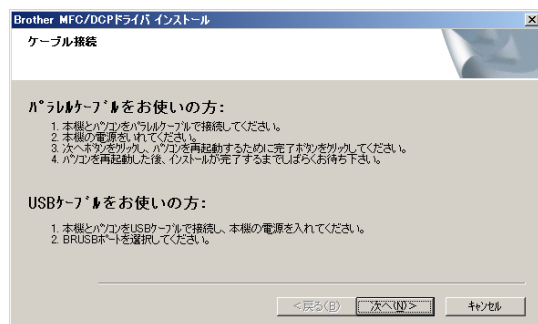 Brother MFC/DCPドライバ インストール
ケーブル接続
ﾊﾟﾗﾚﾙｹｰﾌﾞﾙをお使いの方:
1. 本機とﾊﾟｿｺﾝをﾊﾟﾗﾚﾙｹｰﾌﾞﾙで接続してください。
2. 本機の電源をいれてください。
3. 次へﾎﾞﾀﾝをｸﾘｯｸし、ﾊﾟｿｺﾝを再起動するために完了ﾎﾞﾀﾝをｸﾘｯｸしてください。
4. ﾊﾟｿｺﾝを再起動した後、ｲﾝｽﾄｰﾙが完了するまでしばらくお待ち下さい。
USBｹｰﾌﾞﾙをお使いの方:
1. 本機とﾊﾟｿｺﾝをUSBｹｰﾌﾞﾙで接続し、本機の電源を入れてください。
2. BRUSBﾎﾟｰﾄを選択してください。
<戻る(B) 次へ(N)> ｷｬﾝｾﾙ